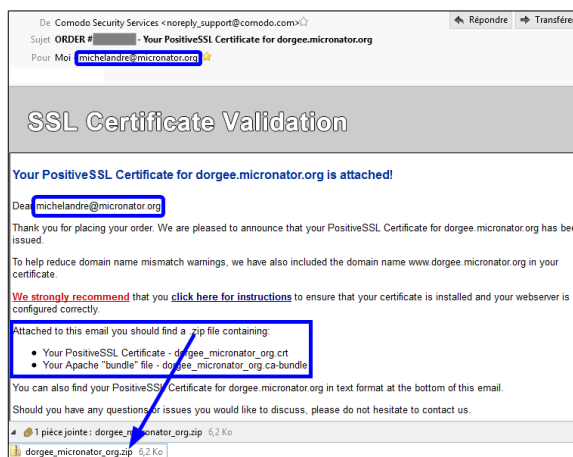 De Comodo Security Services <noreply_support@comodo.com>
Répondre Transférer
Sujet ORDER # - Your PositiveSSL Certificate for dorgee.micronator.org
Pour Moi michelandre@micronator.org
SSL Certificate Validation
Your PositiveSSL Certificate for dorgee.micronator.org is attached!
Dear michelandre@micronator.org
Thank you for placing your order. We are pleased to announce that your PositiveSSL Certificate for dorgee.micronator.org has bee
issued.
To help reduce domain name mismatch warnings, we have also included the domain name www.dorgee.micronator.org in your
certificate.
We strongly recommend that you click here for instructions to ensure that your certificate is installed and your webserver is
configured correctly.
Attached to this email you should find a .zip file containing:
Your PositiveSSL Certificate - dorgee_micronator_org.crt
Your Apache "bundle" file - dorgee_micronator_org.ca-bundle
You can also find your PositiveSSL Certificate for dorgee.micronator.org in text format at the bottom of this email.
Should you have any questions or issues you would like to discuss, please do not hesitate to contact us.
1 pièce jointe : dorgee_micronator_org.zip 6,2 Ko
dorgee_micronator_org.zip 6,2 Ko